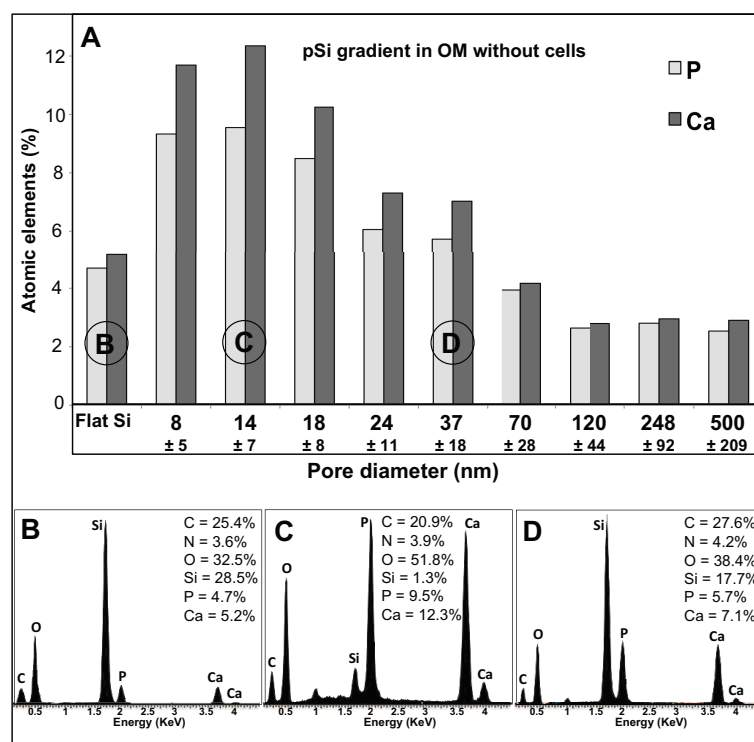 A
pSi gradient in OM without cells
P
Ca
Atomic elements (%)
12
10
8
6
4
2
0
B
C
D
Flat Si 8 14 18 24 37 70 120 248 500
± 5 ± 7 ± 8 ± 11 ± 18 ± 28 ± 44 ± 92 ± 209
Pore diameter (nm)
B
Si
O
C
P
Ca
Ca
C = 25.4%
N = 3.6%
O = 32.5%
Si = 28.5%
P = 4.7%
Ca = 5.2%
0.5 1 1.5 2 2.5 3 3.5 4
Energy (KeV)
C
P
Ca
O
C
Si
Ca
C = 20.9%
N = 3.9%
O = 51.8%
Si = 1.3%
P = 9.5%
Ca = 12.3%
0.5 1 1.5 2 2.5 3 3.5 4
Energy (KeV)
D
Si
O
P
Ca
C
Ca
C = 27.6%
N = 4.2%
O = 38.4%
Si = 17.7%
P = 5.7%
Ca = 7.1%
0.5 1 1.5 2 2.5 3 3.5 4
Energy (KeV)